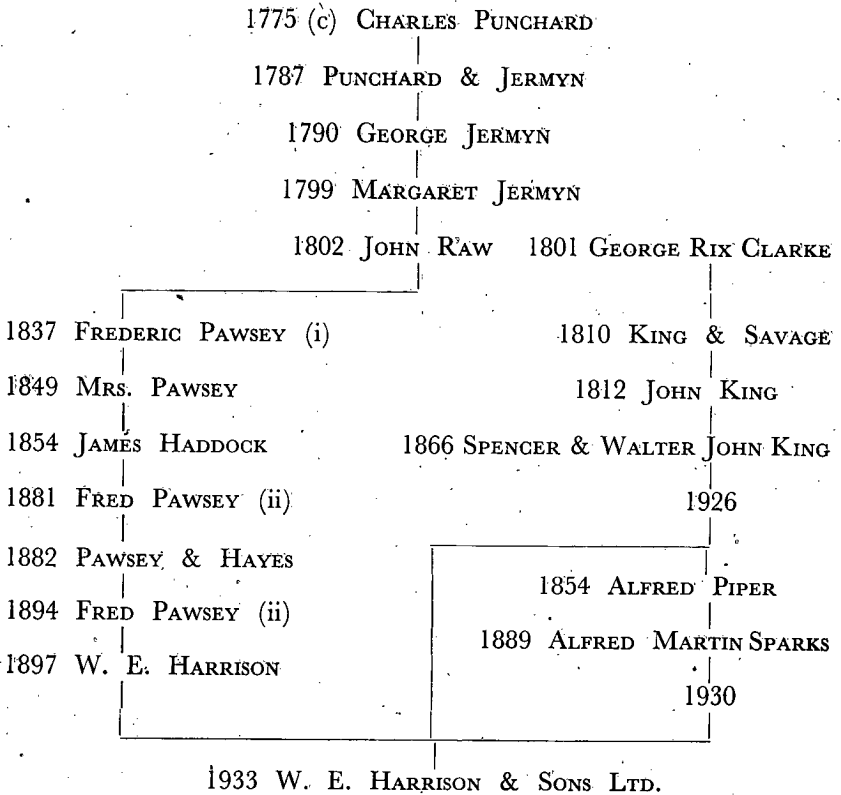 1775 (c) CHARLES PUNCHARD
1787 PUNCHARD & JERMYN
1790 GEORGE JERMYN
1799 MARGARET JERMYN
1802 JOHN RAW 1801 GEORGE RIX CLARKE
1837 FREDERIC PAWSEY (i) 1810 KING & SAVAGE
1849 MRS. PAWSEY 1812 JOHN KING
1854 JAMES HADDOCK 1866 SPENCER & WALTER JOHN KING
1881 FRED PAWSEY (ii) 1926
1882 PAWSEY & HAYES
1854 ALFRED PIPER
1894 FRED PAWSEY (ii)
1889 ALFRED MARTIN SPARKS
1897 W. E. HARRISON
1930
1933 W. E. HARRISON & SONS LTD.